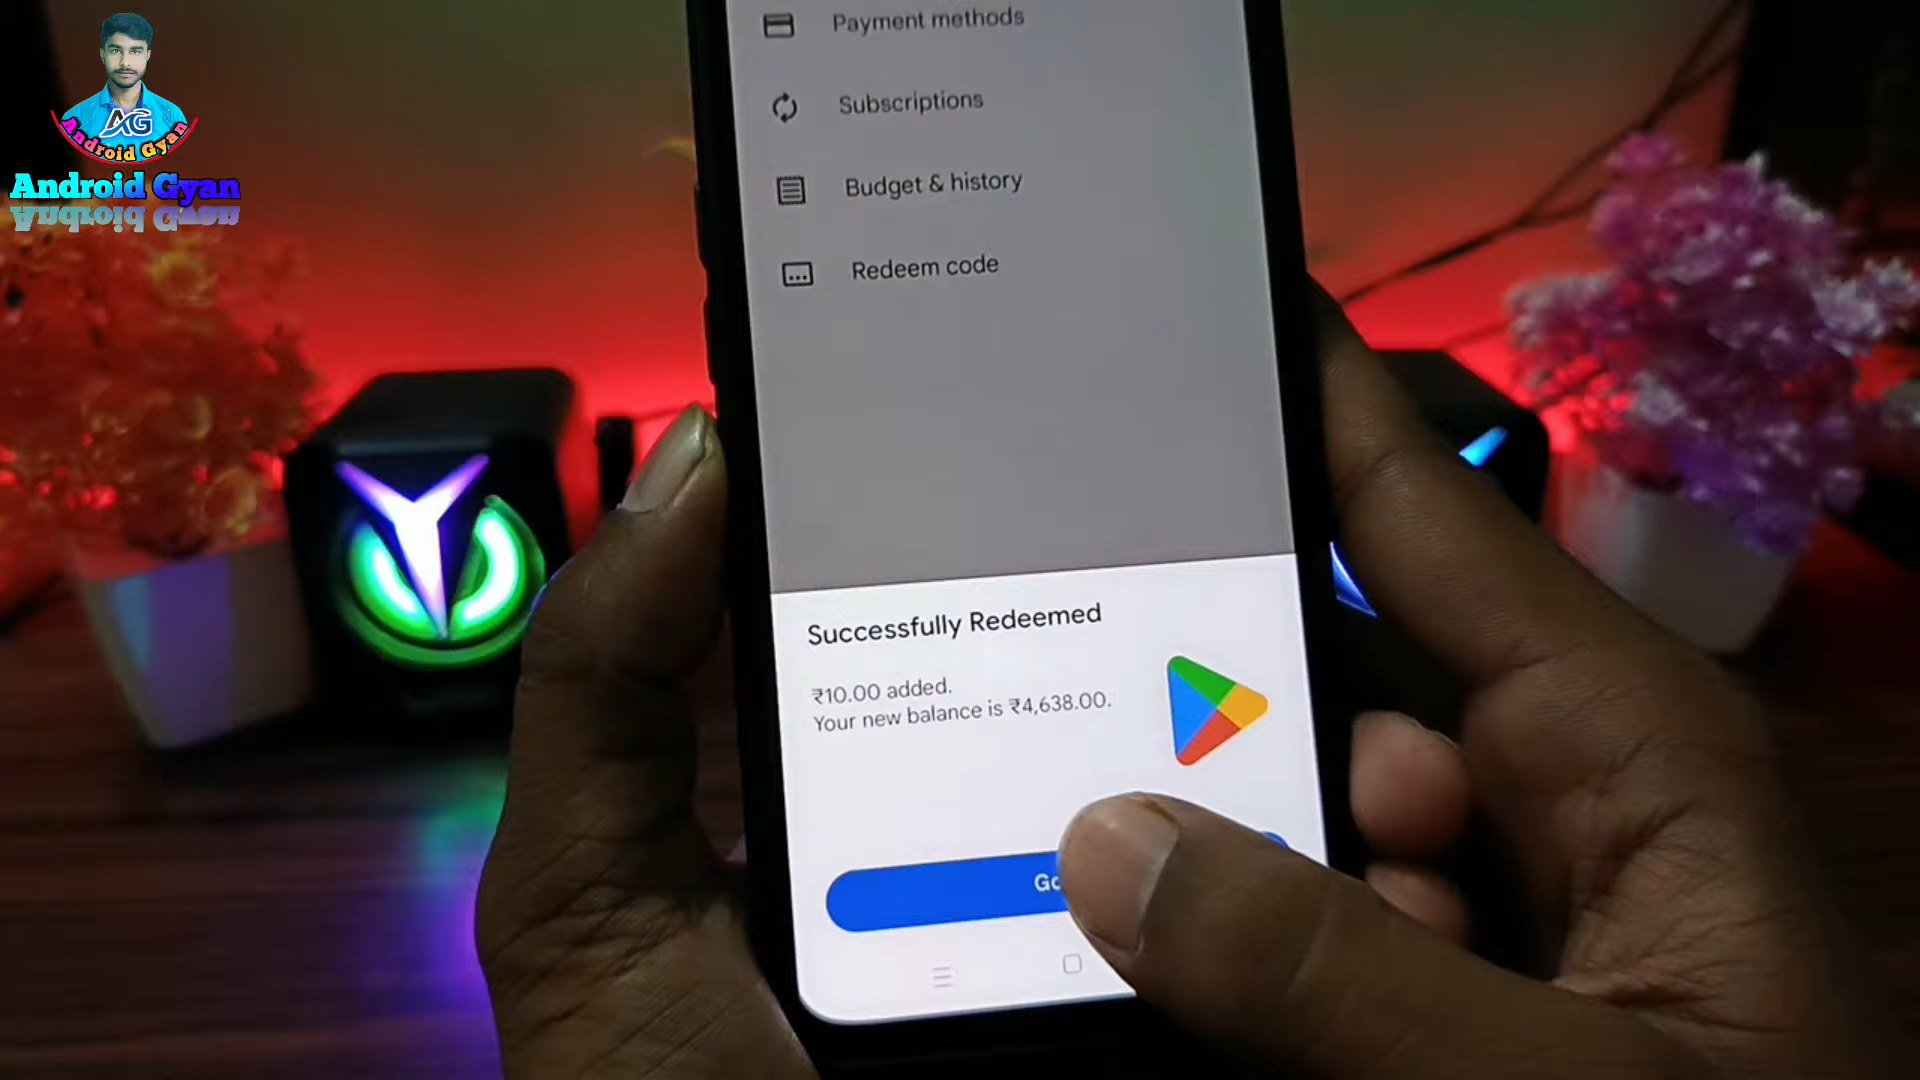 AG
Android Gyan
Android Gyan
Payment methods
Subscriptions
Budget & history
Redeem code
Successfully Redeemed
₹10.00 added.
Your new balance is ₹4,638.00.